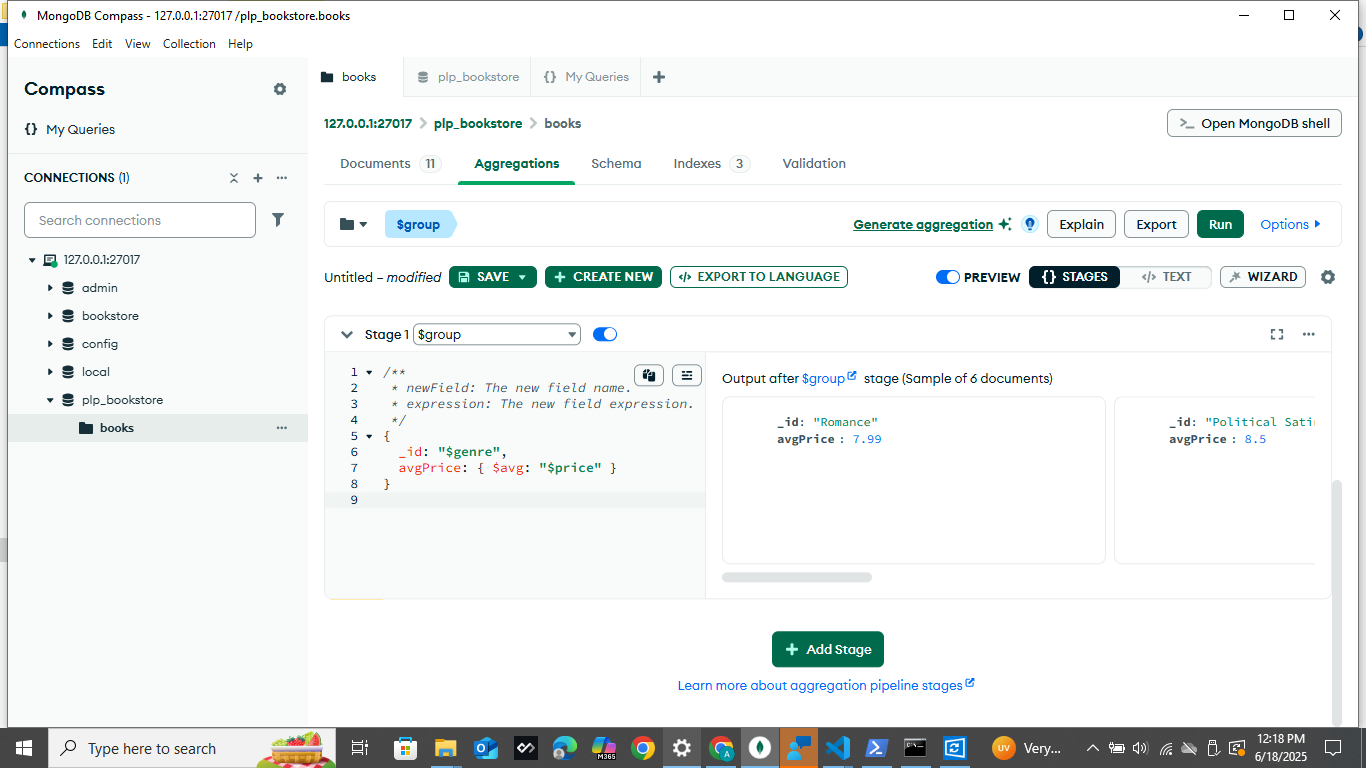 MongoDB Compass - 127.0.0.1:27017 /plp_bookstore.books
Connections Edit View Collection Help
Compass
My Queries
CONNECTIONS (1)
Search connections
127.0.0.1:27017
admin
bookstore
config
local
plp_bookstore
books
books plp_bookstore {} My Queries
127.0.0.1:27017 > plp_bookstore > books
>_ Open MongoDB shell
Documents 11 Aggregations Schema Indexes 3 Validation
$group
Generate aggregation Explain Export Run Options
Untitled – modified SAVE + CREATE NEW </> EXPORT TO LANGUAGE
PREVIEW {} STAGES </> TEXT WIZARD
Stage 1 $group
1 /**
2 * newField: The new field name.
3 * expression: The new field expression.
4 */
5 {
6 _id: "$genre",
7 avgPrice: { $avg: "$price" }
8 }
9
Output after $group stage (Sample of 6 documents)
_id: "Romance"
avgPrice : 7.99
_id: "Political Sati
avgPrice : 8.5
+ Add Stage
Learn more about aggregation pipeline stages
Type here to search
M365
A
UV Very...
12:18 PM
6/18/2025